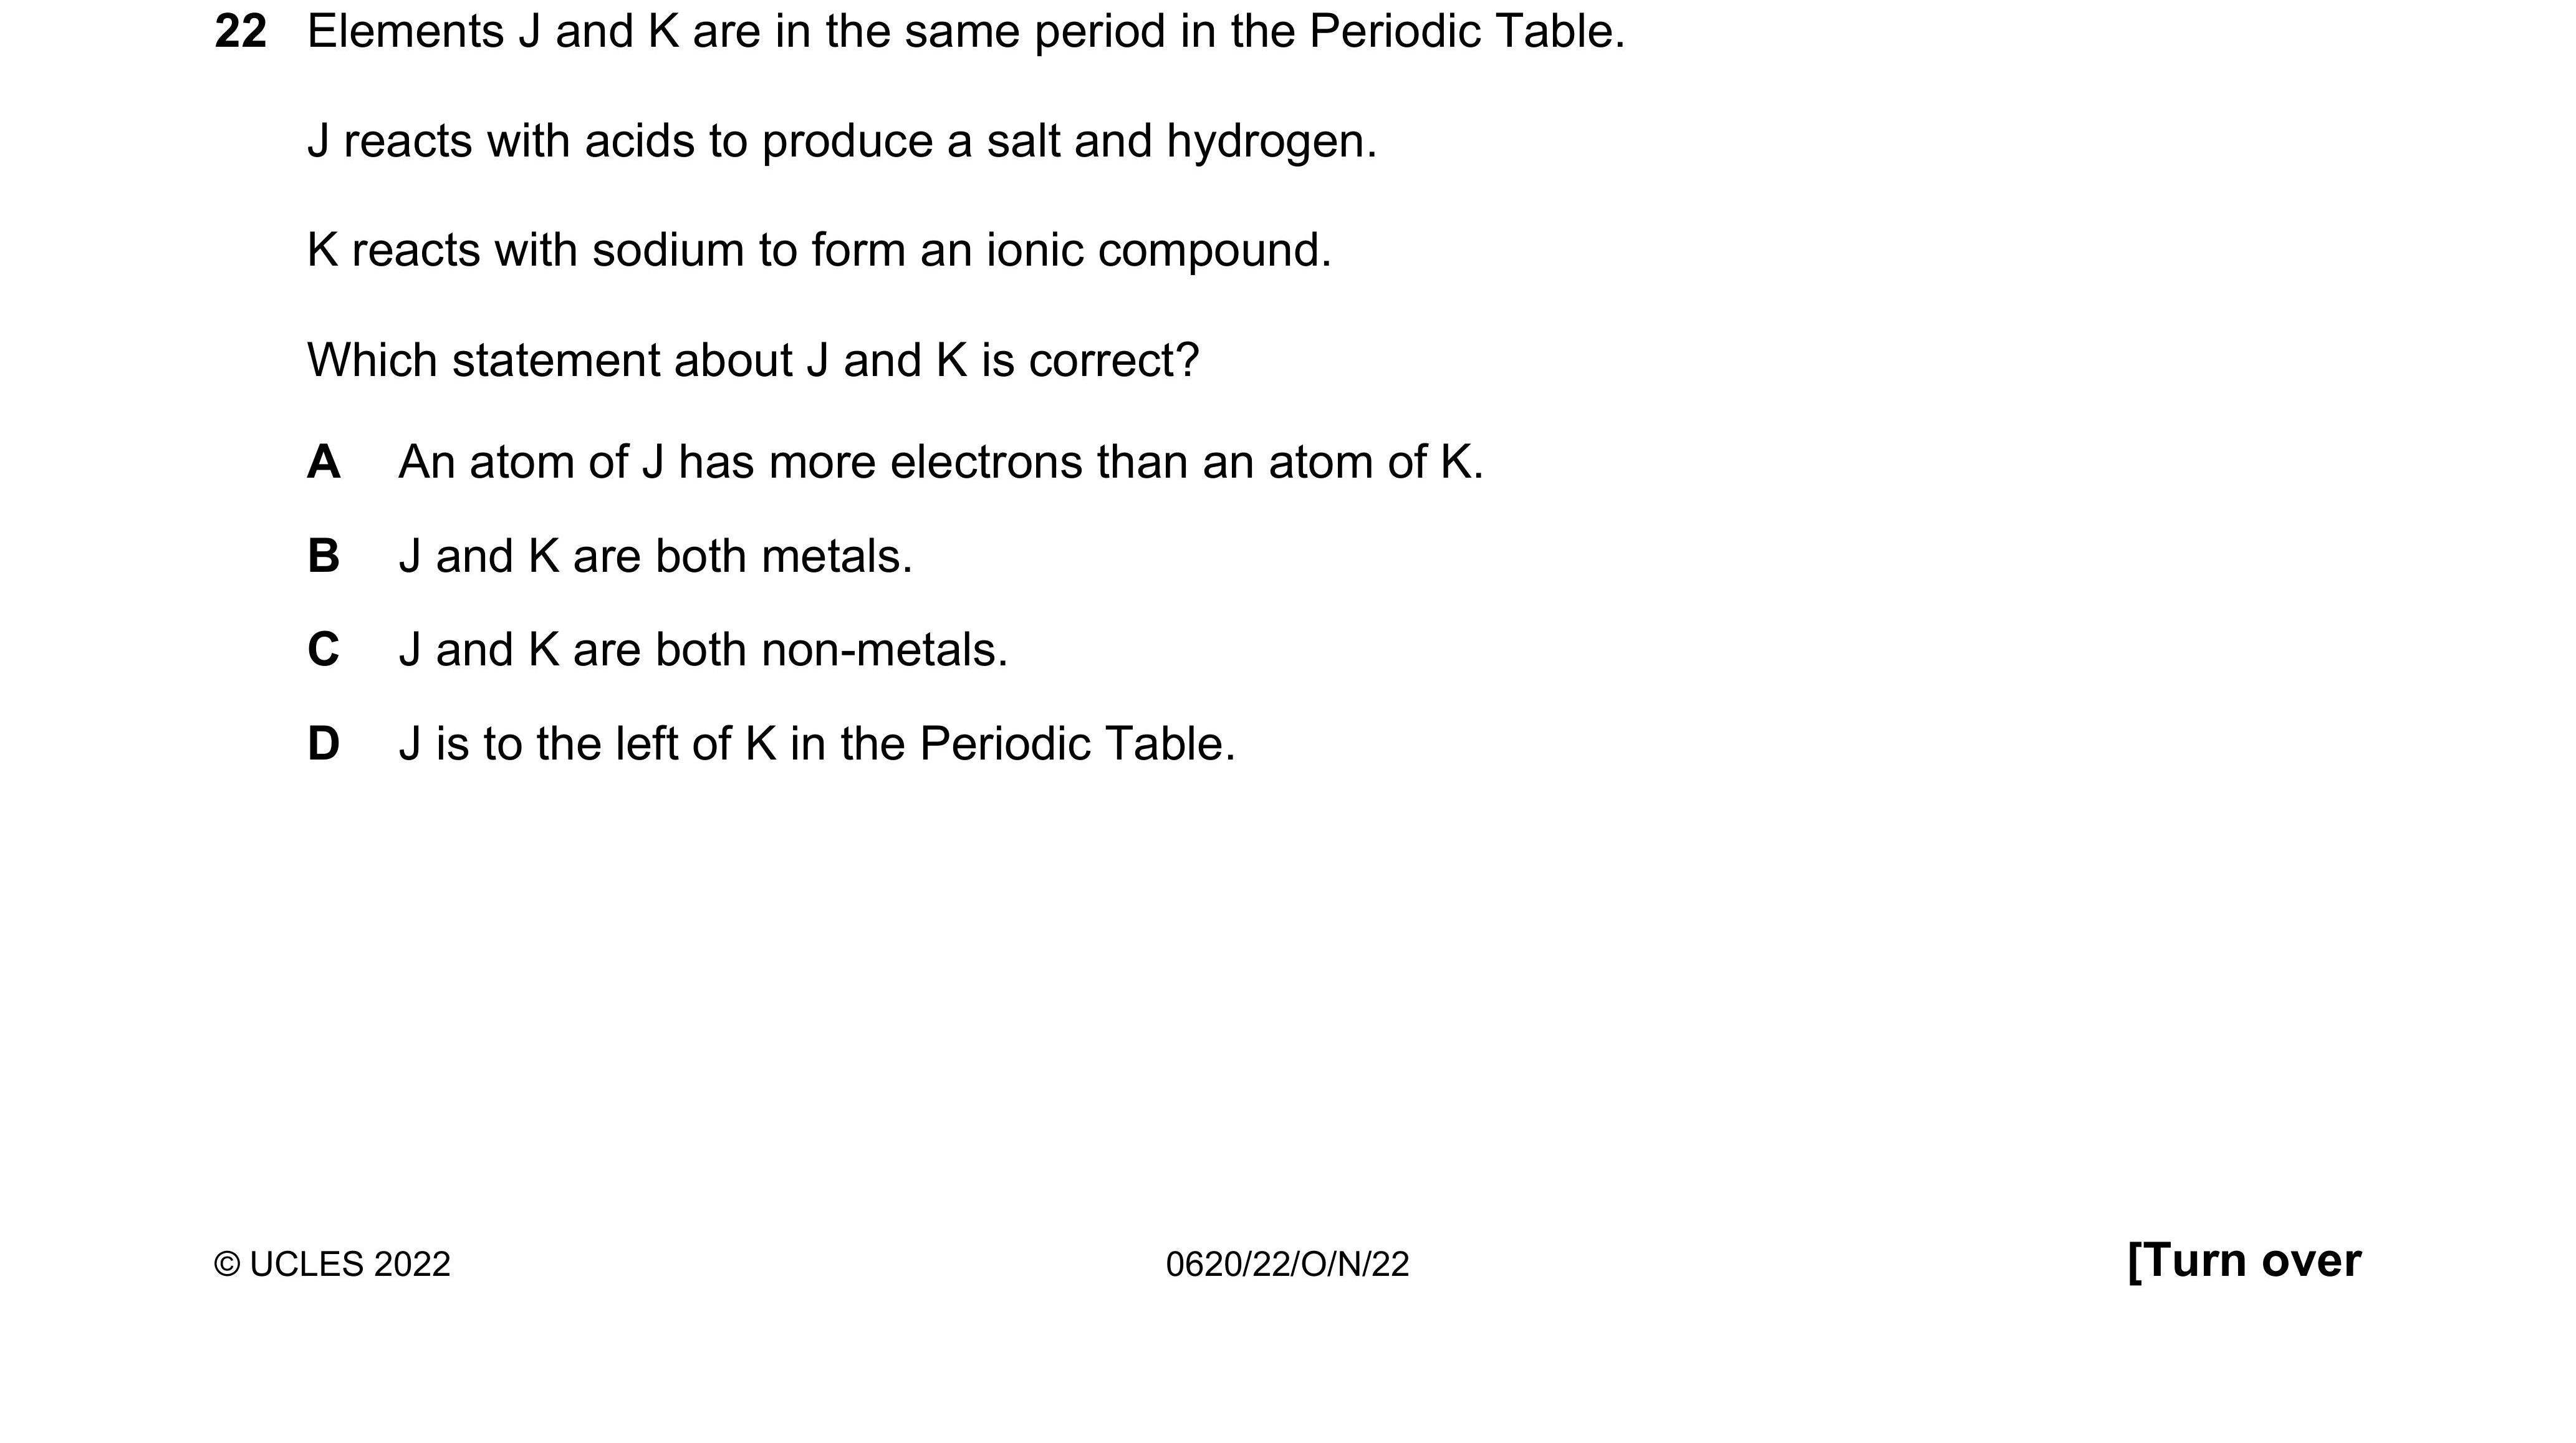 22 Elements J and K are in the same period in the Periodic Table.
J reacts with acids to produce a salt and hydrogen.
K reacts with sodium to form an ionic compound.
Which statement about J and K is correct?
A An atom of J has more electrons than an atom of K.
B J and K are both metals.
C J and K are both non-metals.
D J is to the left of K in the Periodic Table.
© UCLES 2022 0620/22/O/N/22 [Turn over